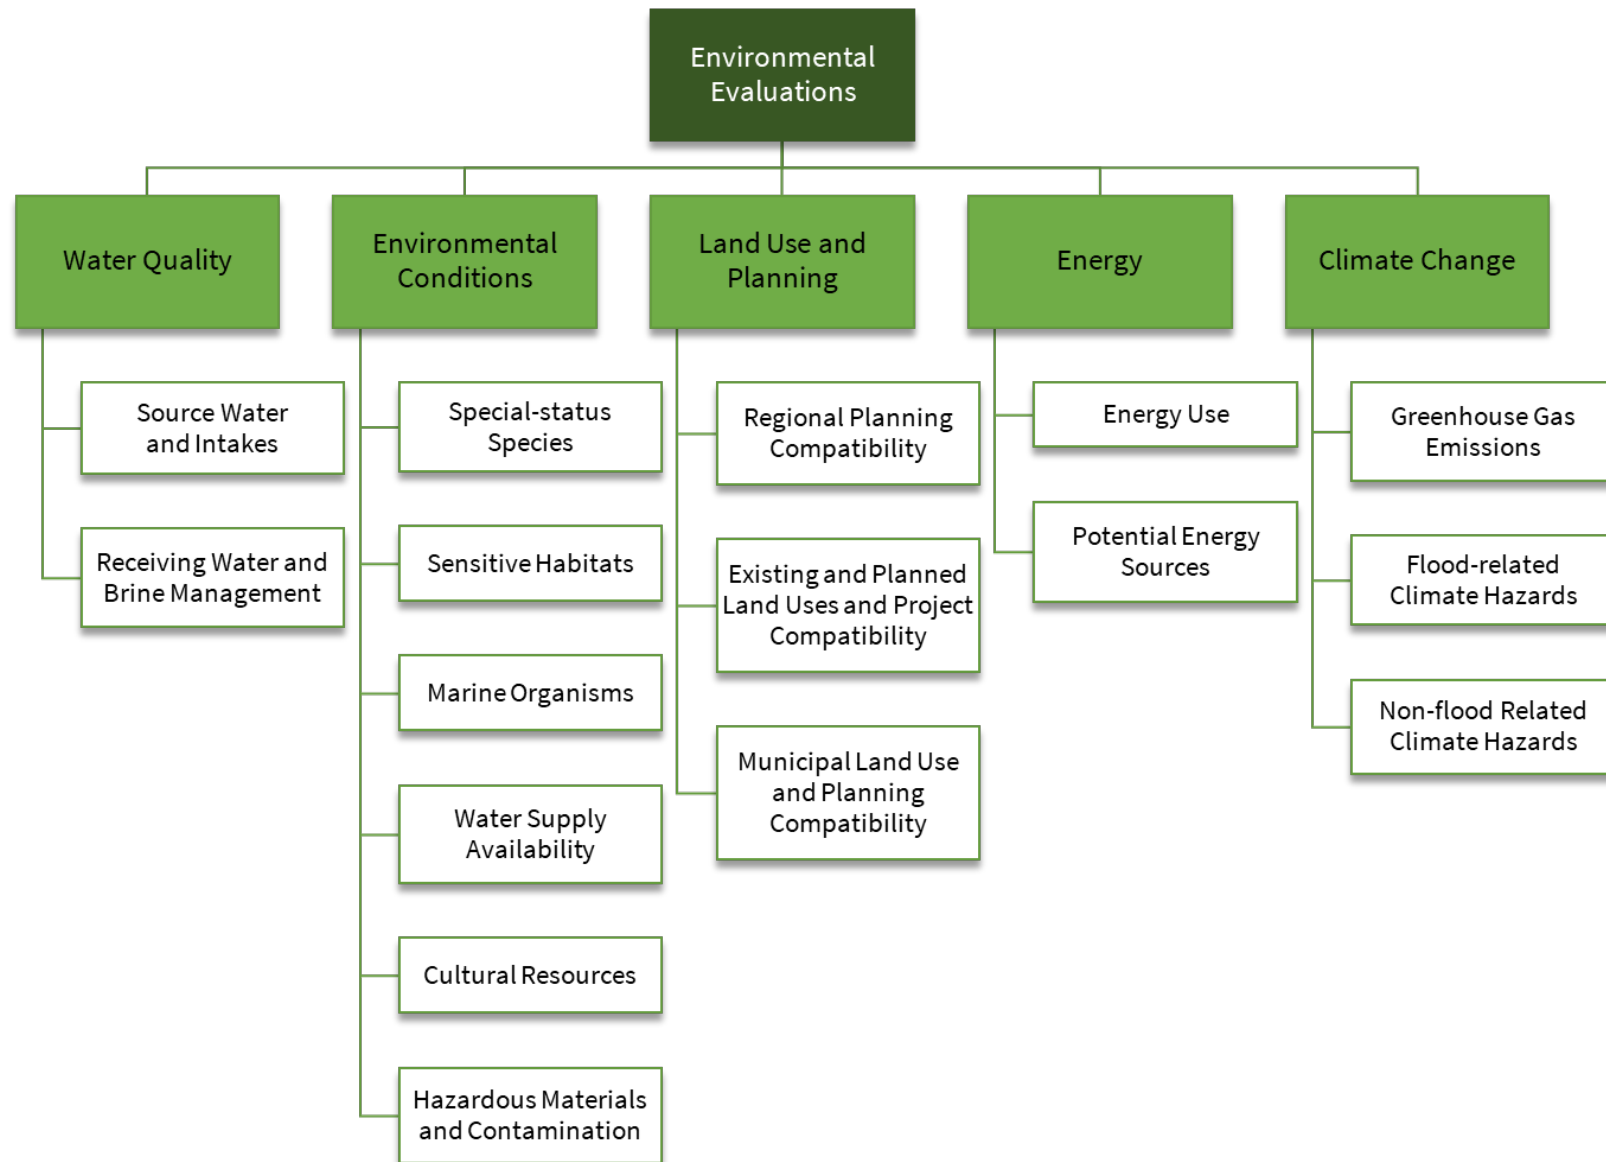 Environmental
Evaluations
Water Quality
Environmental
Conditions
Land Use and
Planning
Energy
Climate Change
Source Water
and Intakes
Receiving Water and
Brine Management
Special-status
Species
Sensitive Habitats
Marine Organisms
Water Supply
Availability
Cultural Resources
Hazardous Materials
and Contamination
Regional Planning
Compatibility
Existing and Planned
Land Uses and Project
Compatibility
Municipal Land Use
and Planning
Compatibility
Energy Use
Potential Energy
Sources
Greenhouse Gas
Emissions
Flood-related
Climate Hazards
Non-flood Related
Climate Hazards